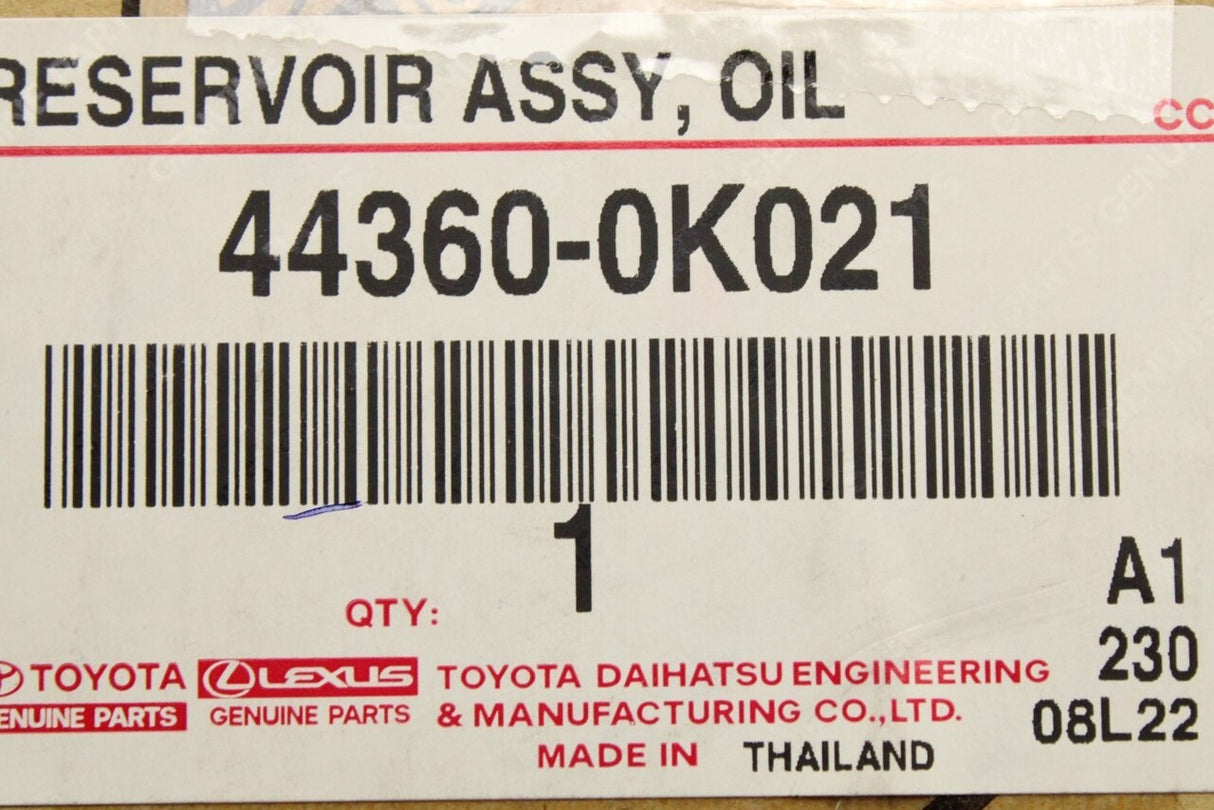 RESERVOIR ASSY, OIL
CC
44360-0K021
1
QTY:
A1
230
08L22
TOYOTA
GENUINE PARTS
LEXUS
GENUINE PARTS
TOYOTA DAIHATSU ENGINEERING
& MANUFACTURING CO.,LTD.
MADE IN THAILAND